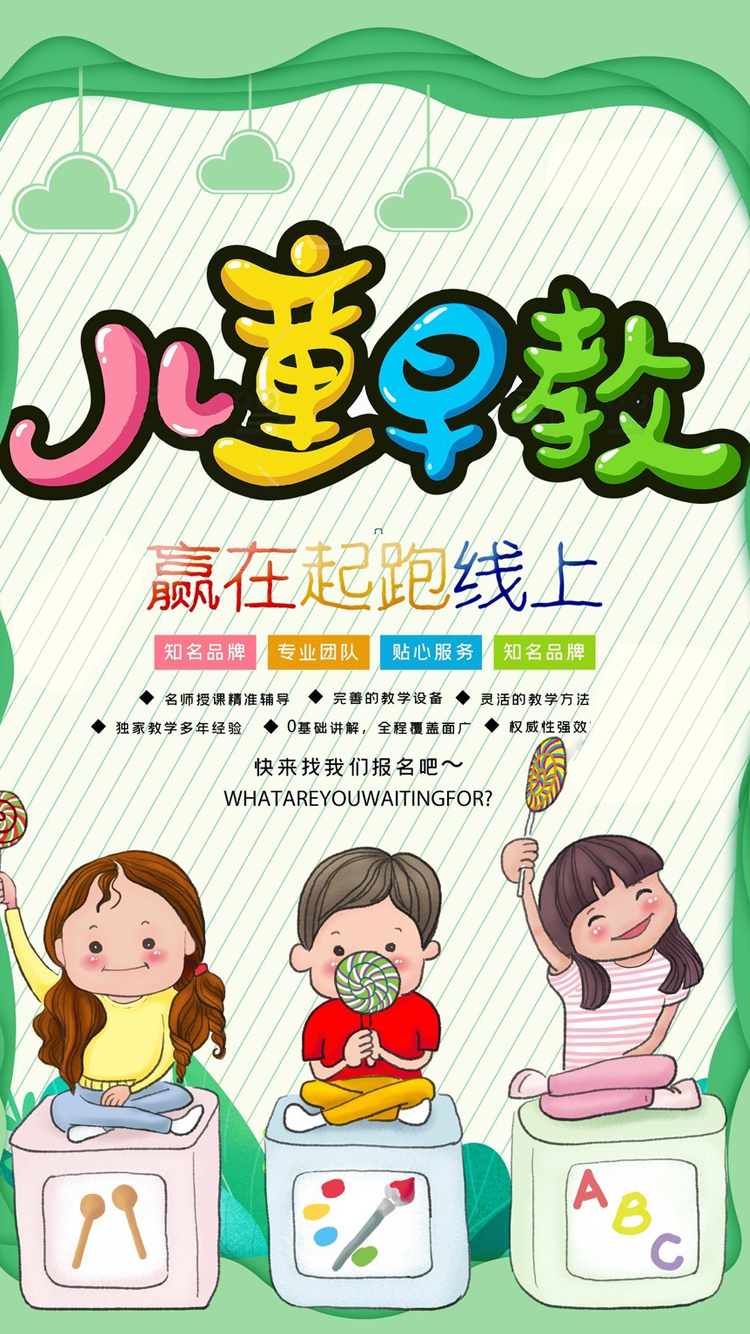 儿童早教
赢在起跑线上
知名品牌 专业团队 贴心服务 知名品牌
◆ 名师授课精准辅导 ◆ 完善的教学设备 ◆ 灵活的教学方法
◆ 独家教学多年经验 ◆ 0基础讲解，全程覆盖面广 ◆ 权威性强效
快来找我们报名吧～
WHATAREYOUWAITINGFOR?
A B C